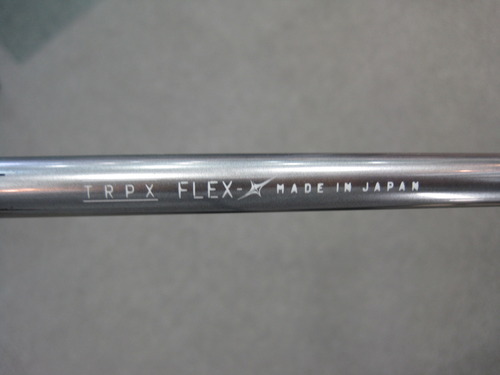 TRPX FLEX-X MADE IN JAPAN